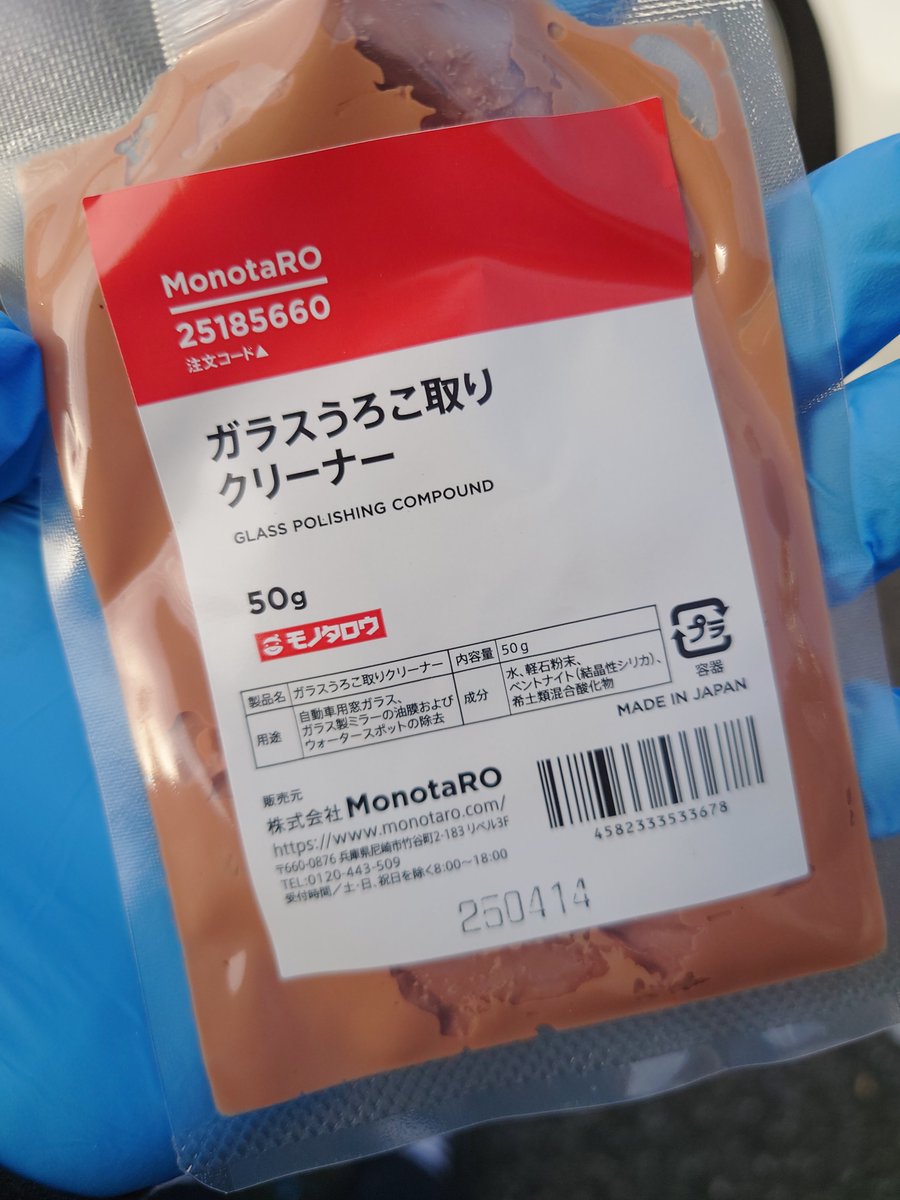 MonotaRO
25185660
注文コード▲
ガラスうろこ取り
クリーナー
GLASS POLISHING COMPOUND
50g
モノタロウ
製品名 ガラスうろこ取りクリーナー 内容量 50g
用途 自動車用窓ガラス、
ガラス製ミラーの油膜および
ウォータースポットの除去
成分 水、軽石粉末、
ベントナイト(結晶性シリカ)、
希土類混合酸化物
プラ
容器
MADE IN JAPAN
販売元
株式会社MonotaRO
https://www.monotaro.com/
〒660-0876 兵庫県尼崎市竹谷町2-183 リベル3F
TEL:0120-443-509
受付時間/土・日、祝日を除く8:00~18:00
4582333533678
250414